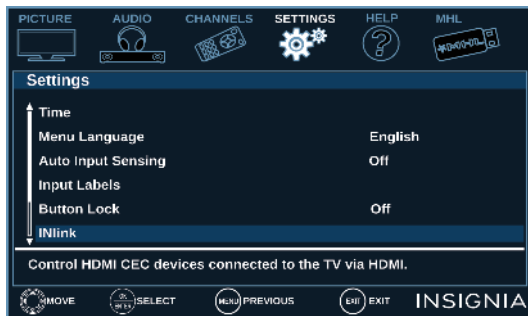 PICTURE AUDIO CHANNELS SETTINGS HELP MHL
Settings
Time
Menu Language English
Auto Input Sensing Off
Input Labels
Button Lock Off
INlink
Control HDMI CEC devices connected to the TV via HDMI.
MOVE OK ENTER SELECT MENU PREVIOUS EXIT EXIT INSIGNIA